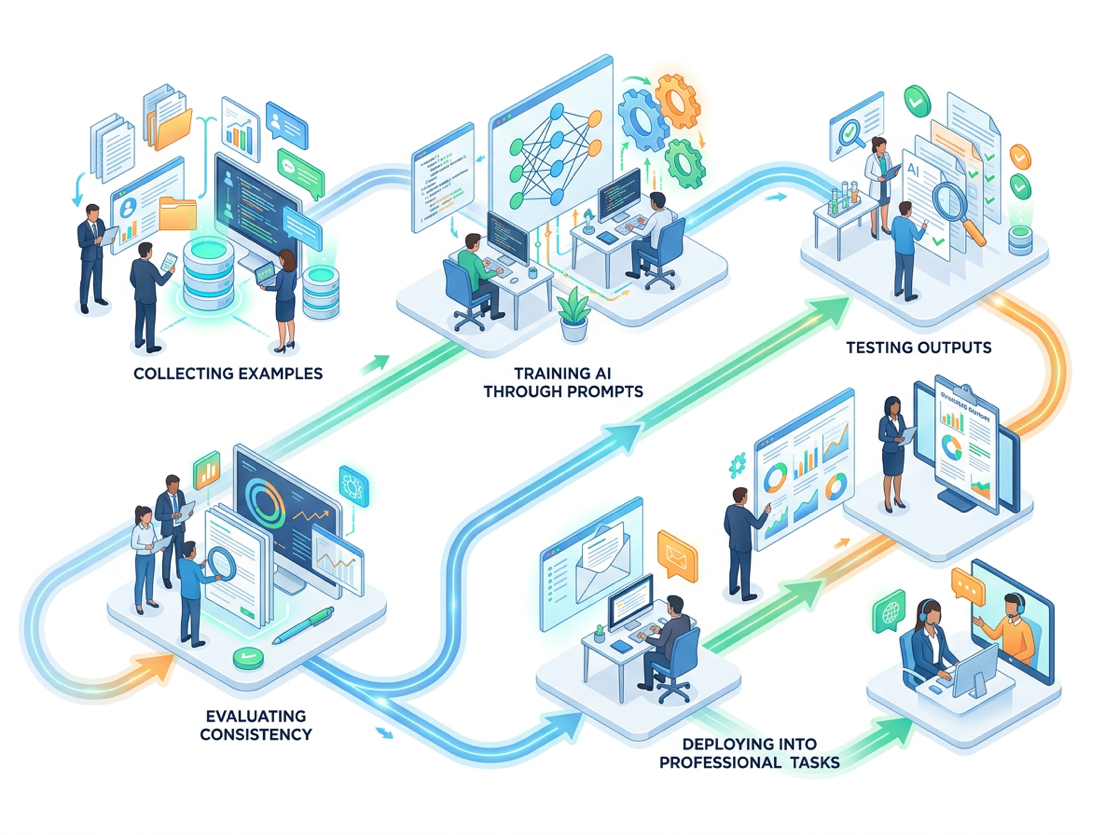 COLLECTING EXAMPLES
TRAINING AI
THROUGH PROMPTS
AI
TESTING OUTPUTS
EVALUATING
CONSISTENCY
DEPLOYING INTO
PROFESSIONAL TASKS